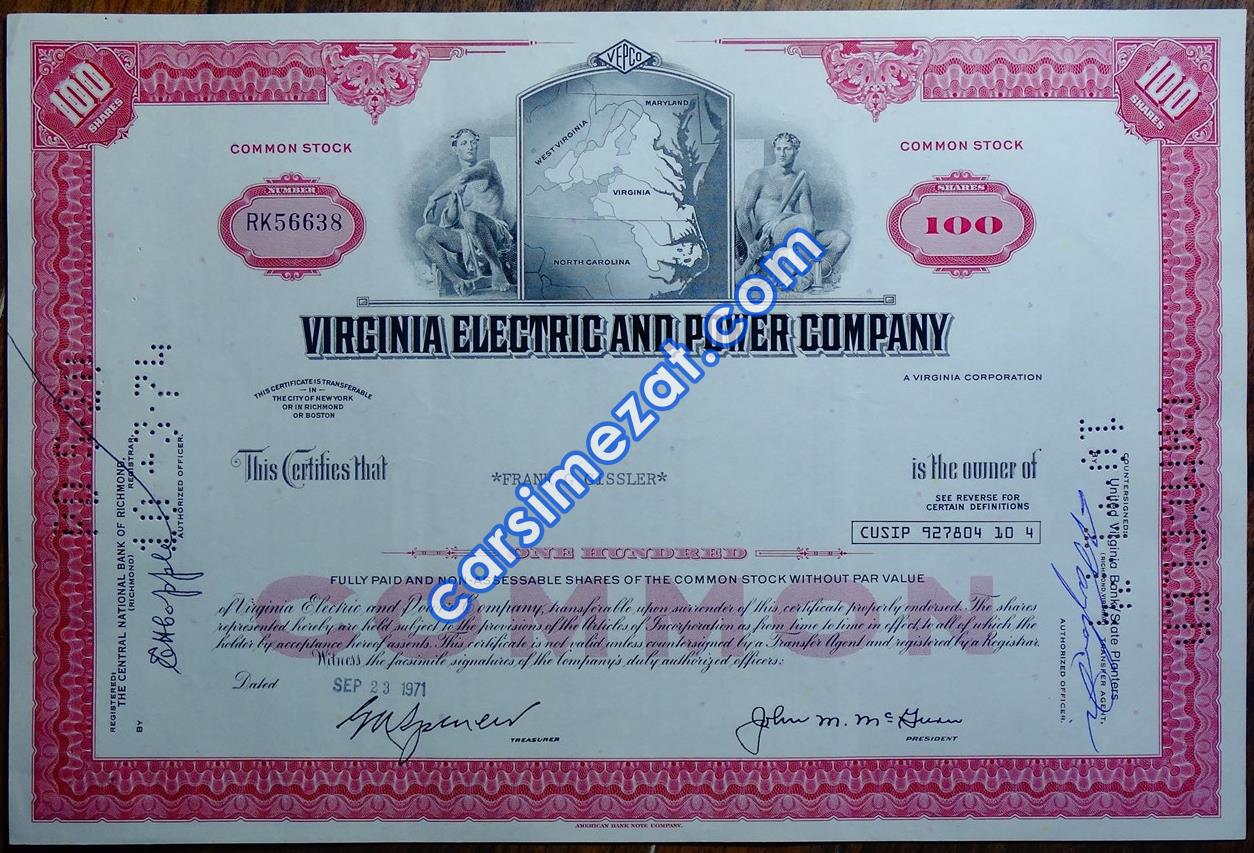 VEPCO
100
SHARES
100
SHARES
COMMON STOCK
COMMON STOCK
NUMBER
RK56638
SHARES
100
MARYLAND
WEST VIRGINIA
VIRGINIA
NORTH CAROLINA
VIRGINIA ELECTRIC AND POWER COMPANY
A VIRGINIA CORPORATION
THIS CERTIFICATE IS TRANSFERABLE
IN
THE CITY OF NEW YORK
OR IN RICHMOND
OR BOSTON
This Certifies that
is the owner of
SEE REVERSE FOR
CERTAIN DEFINITIONS
CUSIP 927804 10 4
ONE HUNDRED
COMMON
FULLY PAID AND NON-ASSESSABLE SHARES OF THE COMMON STOCK WITHOUT PAR VALUE
of Virginia Electric and Power Company, transferable upon surrender of this certificate properly endorsed. The shares
represented hereby are held subject to the provisions of the Articles of Incorporation as from time to time in effect, to all of which the
holder by acceptance hereof assents. This certificate is not valid unless countersigned by a Transfer Agent and registered by a Registrar.
Witness the facsimile signatures of the Company's duly authorized officers:
Dated
SEP 23 1971
TREASURER
John M. McGurn
PRESIDENT
REGISTERED:
THE CENTRAL NATIONAL BANK OF RICHMOND,
(RICHMOND)
REGISTRAR,
BY
AUTHORIZED OFFICER.
COUNTERSIGNED:
United Virginia Bank/State Planters
TRANSFER AGENT,
BY
AUTHORIZED OFFICER.
AMERICAN BANK NOTE COMPANY.
carsimezat.com